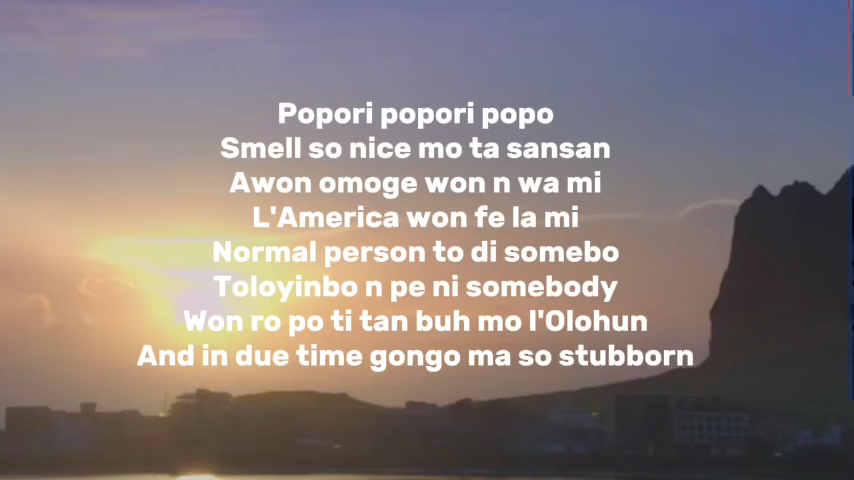 Popori popori popo
Smell so nice mo ta sansan
Awon omoge won n wa mi
L'America won fe la mi
Normal person to di somebo
Toloyinbo n pe ni somebody
Won ro po ti tan buh mo l'Olohun
And in due time gongo ma so stubborn